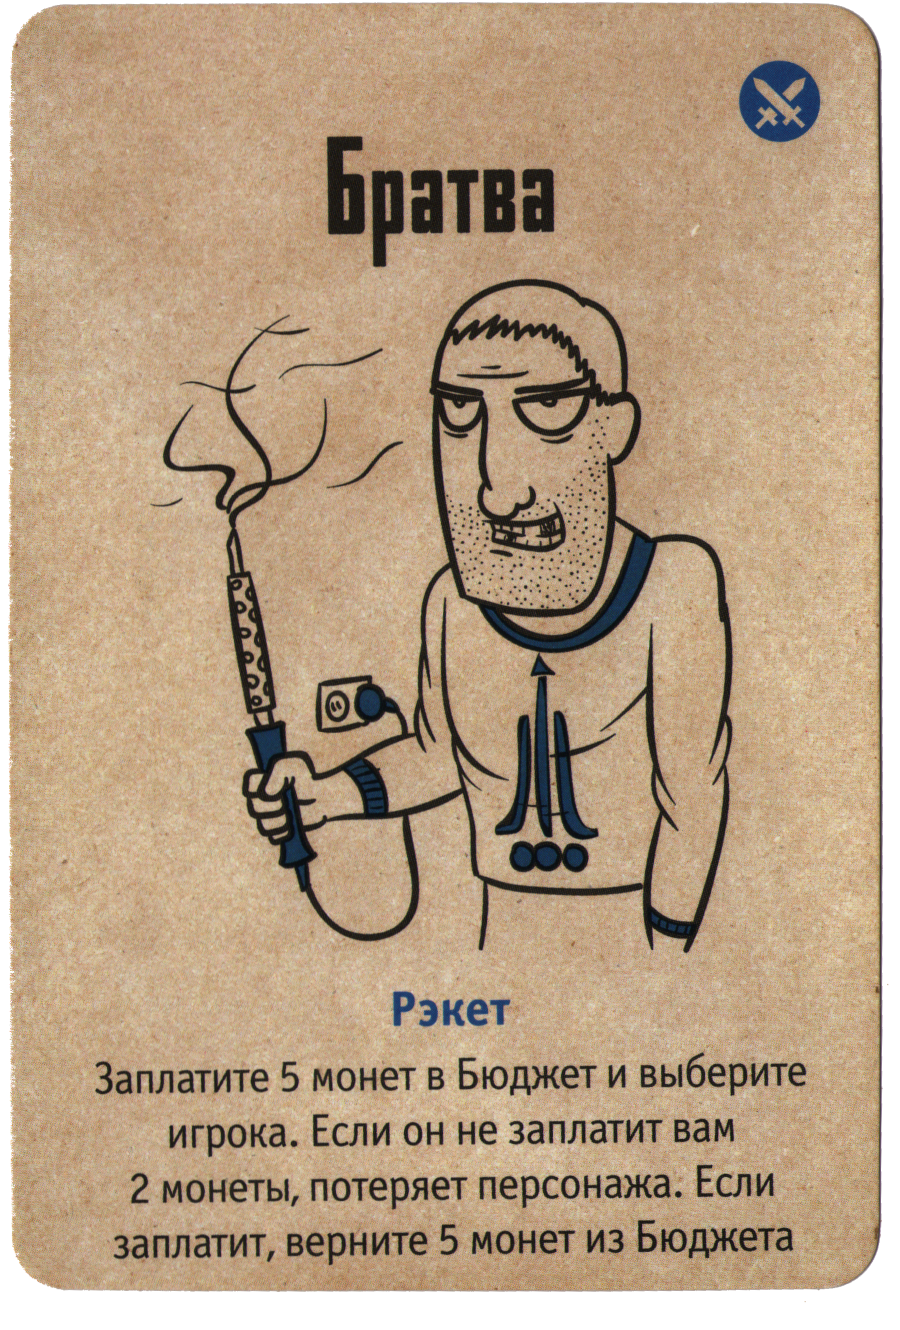 Братва
Рэкет
Заплатите 5 монет в Бюджет и выберите
игрока. Если он не заплатит вам
2 монеты, потеряет персонажа. Если
заплатит, верните 5 монет из Бюджета